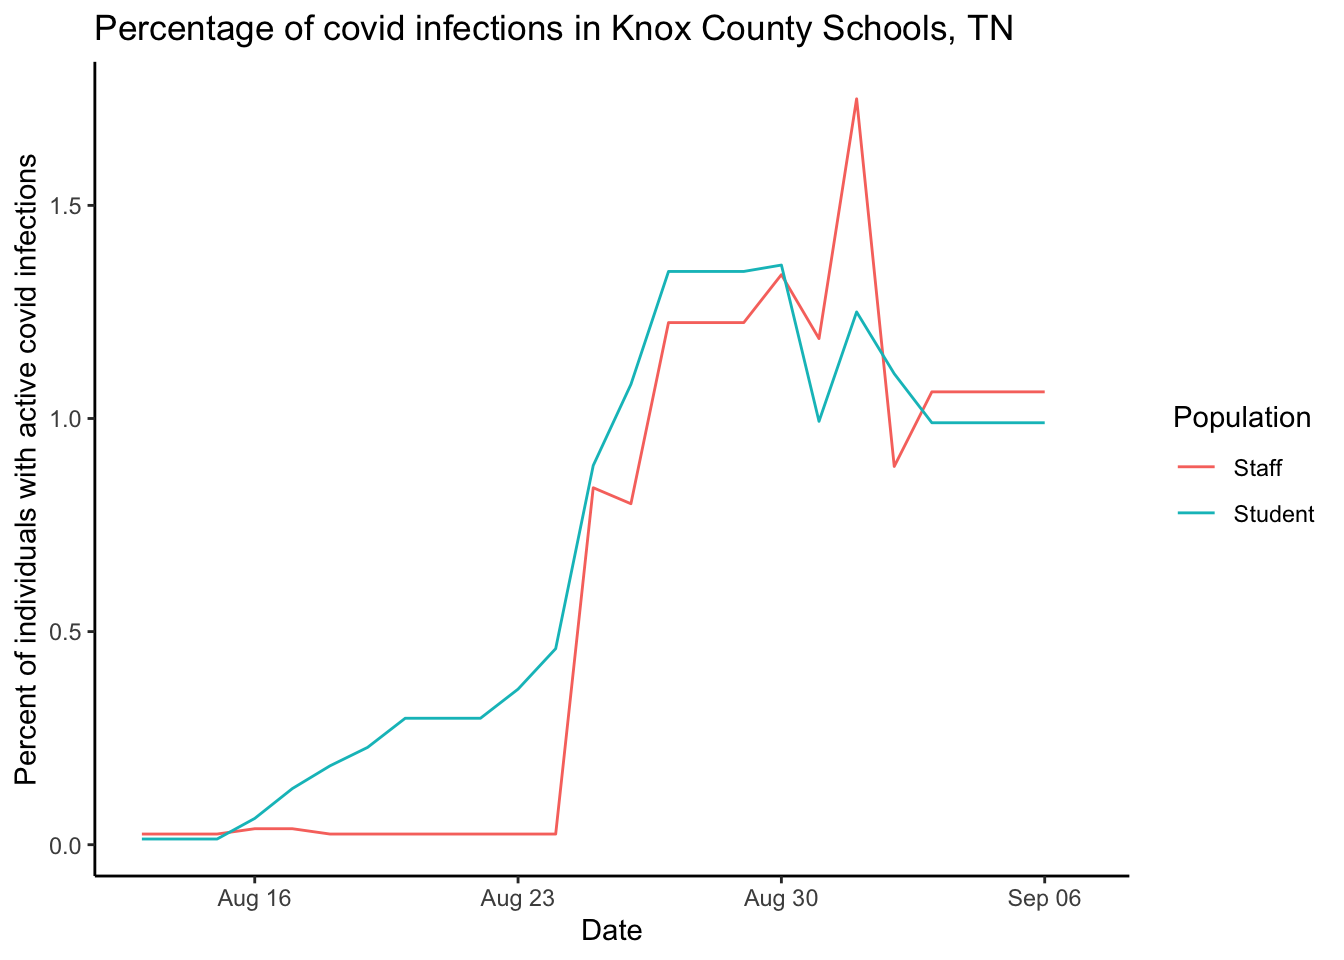 Percentage of covid infections in Knox County Schools, TN
Percent of individuals with active covid infections
1.5
1.0
0.5
0.0
Aug 16 Aug 23 Aug 30 Sep 06
Date
Population
Staff
Student